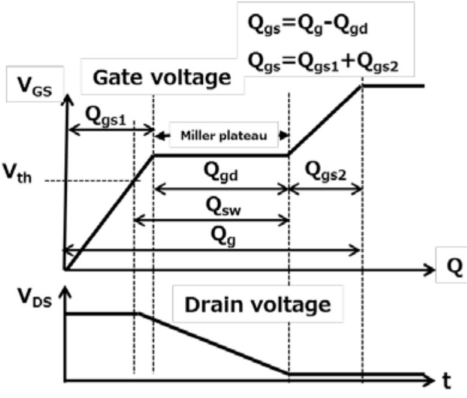 Qgs=Qg-Qgd
Qgs=Qgs1+Qgs2
VGS
Gate voltage
Qgs1
Miller plateau
Vth
Qgd
Qgs2
Qsw
Qg
Q
VDS
Drain voltage
t